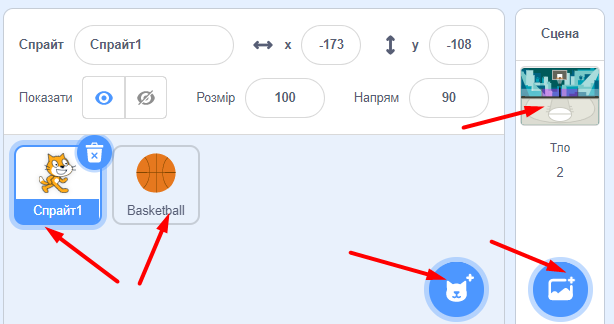 Спрайт Спрайт1 x -173 y -108
Показати Розмір 100 Напрям 90
Спрайт1
Basketball
Сцена
Тло
2